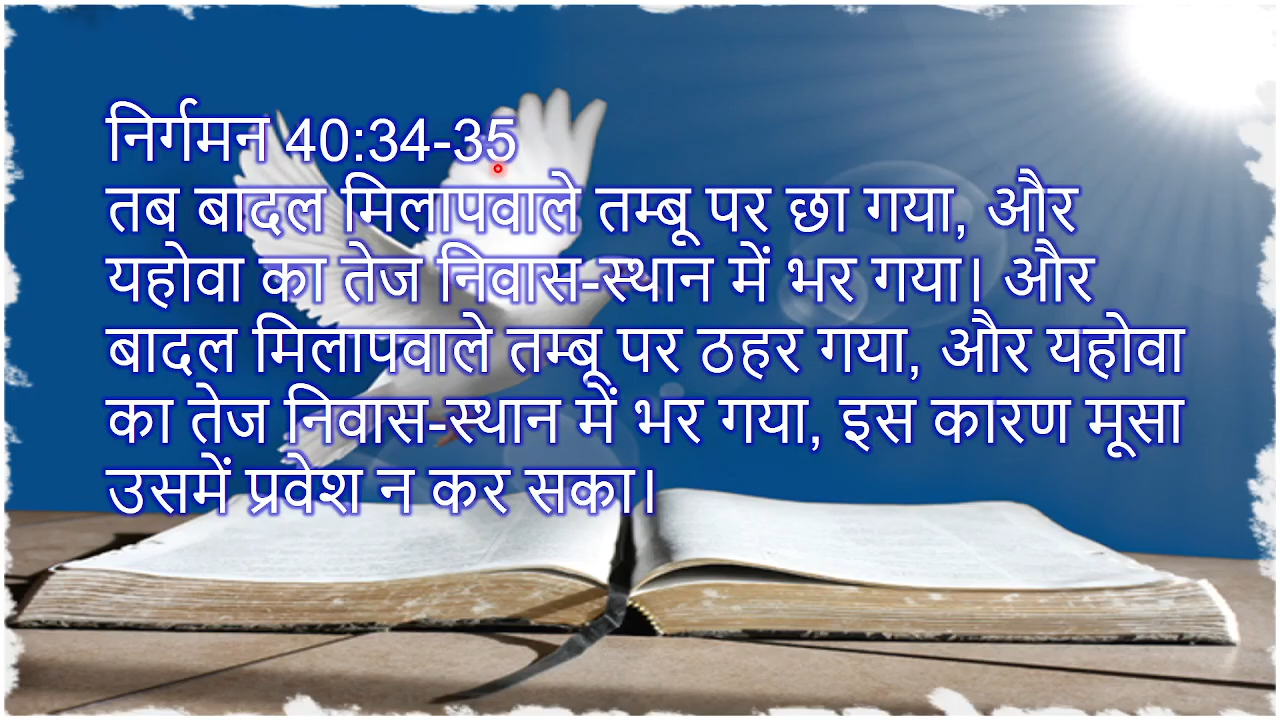 निर्गमन 40:34-35
तब बादल मिलापवाले तम्बू पर छा गया, और
यहोवा का तेज निवास-स्थान में भर गया। और
बादल मिलापवाले तम्बू पर ठहर गया, और यहोवा
का तेज निवास-स्थान में भर गया, इस कारण मूसा
उसमें प्रवेश न कर सका।